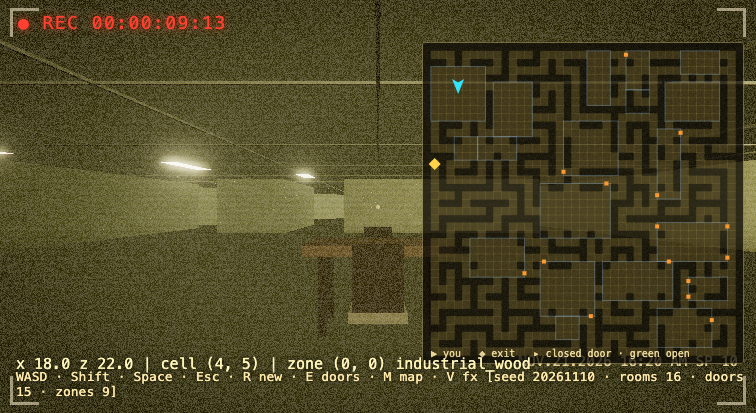 REC 00:00:09:13
▶ you ◆ exit ▪ closed door · green open
x 18.0 z 22.0 | cell (4, 5) | zone (0, 0) industrial_wood
WASD · Shift · Space · Esc · R new · E doors · M map · V fx [seed 20261110 · rooms 16 · doors
15 · zones 9]